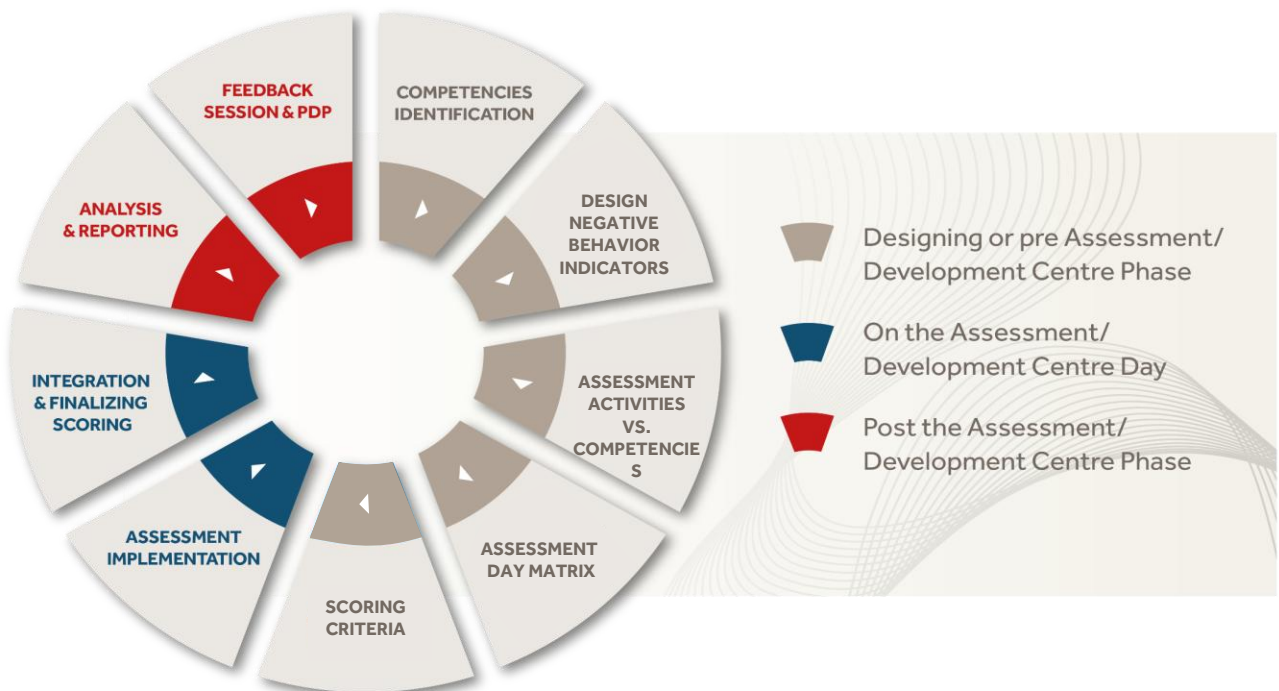 FEEDBACK
SESSION & PDP
COMPETENCIES
IDENTIFICATION
DESIGN
NEGATIVE
BEHAVIOR
INDICATORS
ASSESSMENT
ACTIVITIES
VS.
COMPETENCIE
S
ASSESSMENT
DAY MATRIX
SCORING
CRITERIA
ASSESSMENT
IMPLEMENTATION
INTEGRATION
& FINALIZING
SCORING
ANALYSIS
& REPORTING
Designing or pre Assessment/
Development Centre Phase
On the Assessment/
Development Centre Day
Post the Assessment/
Development Centre Phase